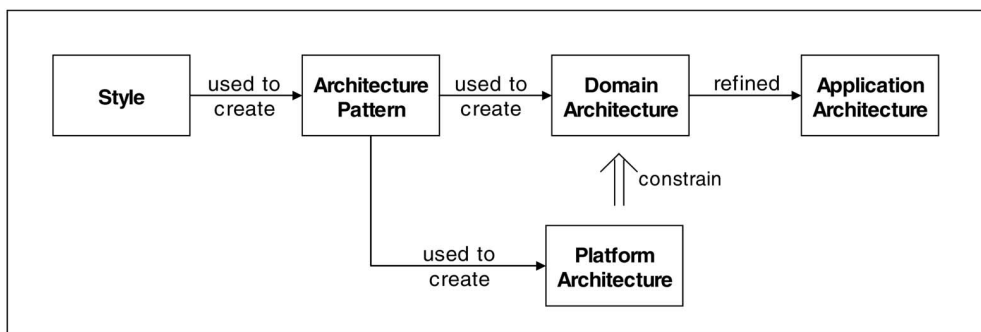 Style
used to
create
Architecture
Pattern
used to
create
Domain
Architecture
refined
Application
Architecture
constrain
used to
create
Platform
Architecture